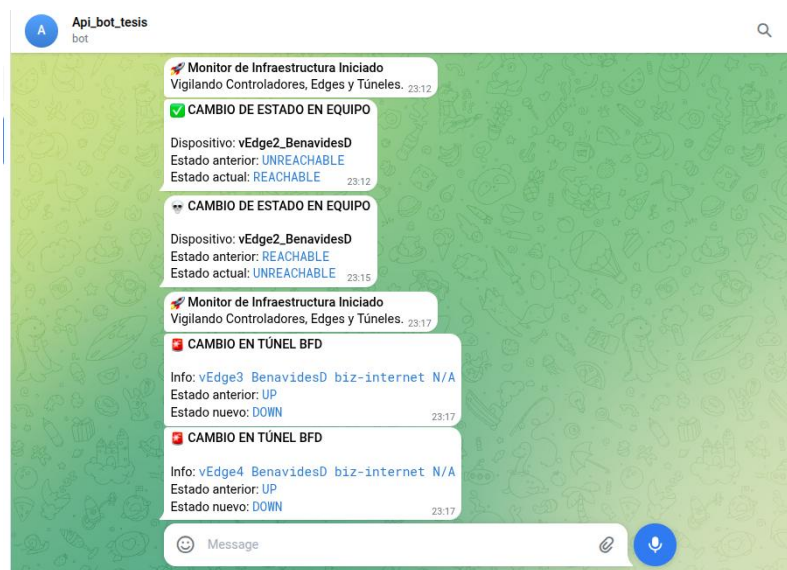 A
Api_bot_tesis
bot
🚀 Monitor de Infraestructura Iniciado
Vigilando Controladores, Edges y Túneles. 23:12
✅ CAMBIO DE ESTADO EN EQUIPO
Dispositivo: vEdge2_BenavidesD
Estado anterior: UNREACHABLE
Estado actual: REACHABLE 23:12
💀 CAMBIO DE ESTADO EN EQUIPO
Dispositivo: vEdge2_BenavidesD
Estado anterior: REACHABLE
Estado actual: UNREACHABLE 23:15
🚀 Monitor de Infraestructura Iniciado
Vigilando Controladores, Edges y Túneles. 23:17
🚨 CAMBIO EN TÚNEL BFD
Info: vEdge3 BenavidesD biz-internet N/A
Estado anterior: UP
Estado nuevo: DOWN 23:17
🚨 CAMBIO EN TÚNEL BFD
Info: vEdge4 BenavidesD biz-internet N/A
Estado anterior: UP
Estado nuevo: DOWN 23:17
Message